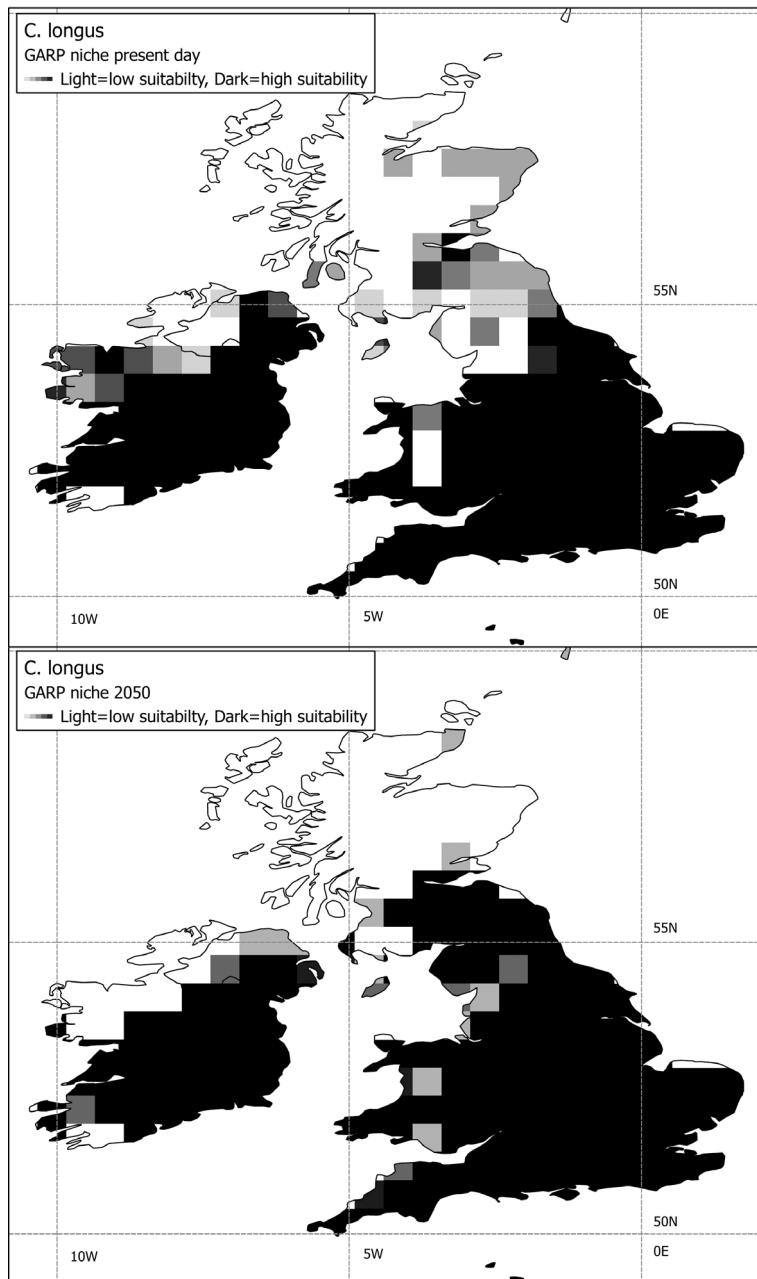 C. longus
GARP niche present day
Light=low suitabilty, Dark=high suitability
55N
50N
10W
5W
0E
C. longus
GARP niche 2050
Light=low suitabilty, Dark=high suitability
55N
50N
10W
5W
0E